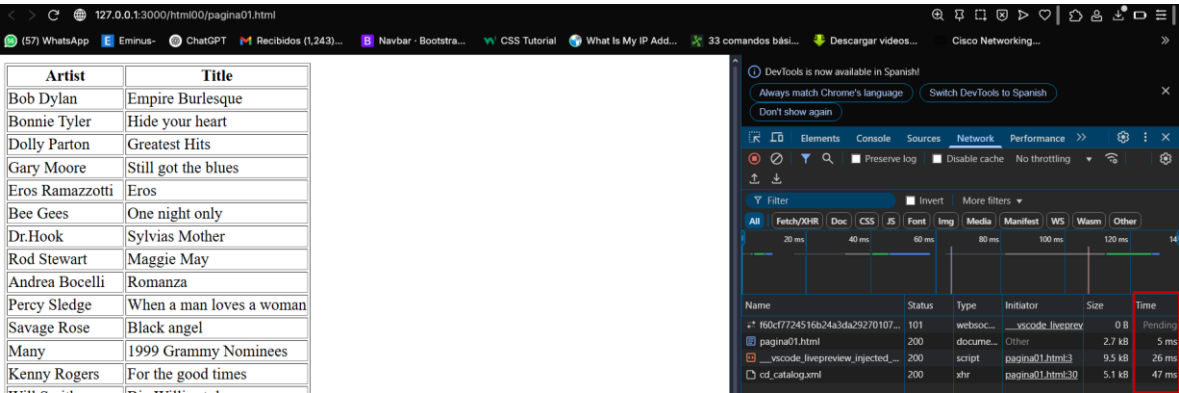 127.0.0.1:3000/html00/pagina01.html
(57) WhatsApp Eminus- ChatGPT Recibidos (1,243)... Navbar - Bootstra... CSS Tutorial What Is My IP Add... 33 comandos bási... Descargar videos... Cisco Networking... »
Artist Title
Bob Dylan Empire Burlesque
Bonnie Tyler Hide your heart
Dolly Parton Greatest Hits
Gary Moore Still got the blues
Eros Ramazzotti Eros
Bee Gees One night only
Dr.Hook Sylvias Mother
Rod Stewart Maggie May
Andrea Bocelli Romanza
Percy Sledge When a man loves a woman
Savage Rose Black angel
Many 1999 Grammy Nominees
Kenny Rogers For the good times
DevTools is now available in Spanish!
Always match Chrome's language Switch DevTools to Spanish
Don't show again
Elements Console Sources Network Performance »
Preserve log Disable cache No throttling
Filter Invert More filters
All Fetch/XHR Doc CSS JS Font Img Media Manifest WS Wasm Other
20 ms 40 ms 60 ms 80 ms 100 ms 120 ms 14
Name Status Type Initiator Size Time
f60cf7724516b24a3da29270107... 101 websoc... __vscode_liveprev 0 B Pending
pagina01.html 200 docume... Other 2.7 kB 5 ms
__vscode_livepreview_injected_... 200 script pagina01.html:3 9.5 kB 26 ms
cd_catalog.xml 200 xhr pagina01.html:30 5.1 kB 47 ms